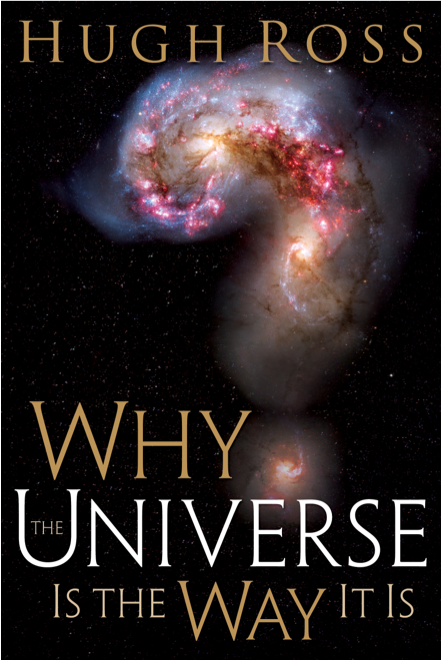 HUGH ROSS
WHY
THE UNIVERSE
IS THE WAY IT IS